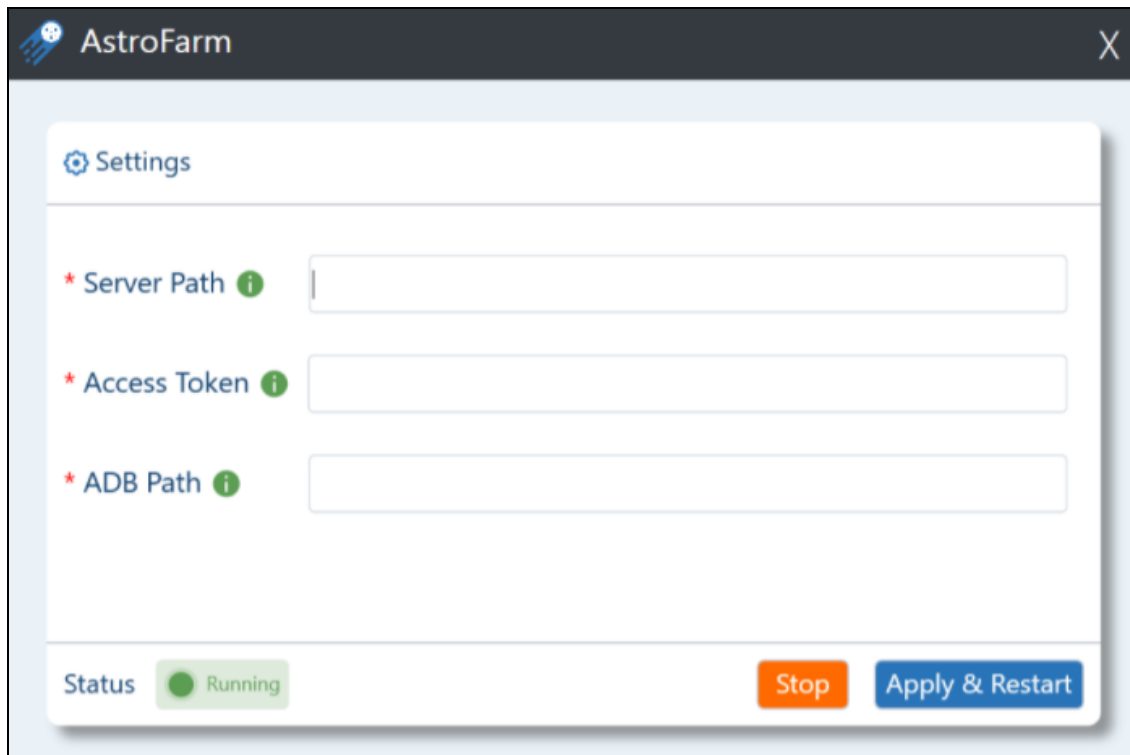 AstroFarm X
Settings
* Server Path
* Access Token
* ADB Path
Status Running Stop Apply & Restart